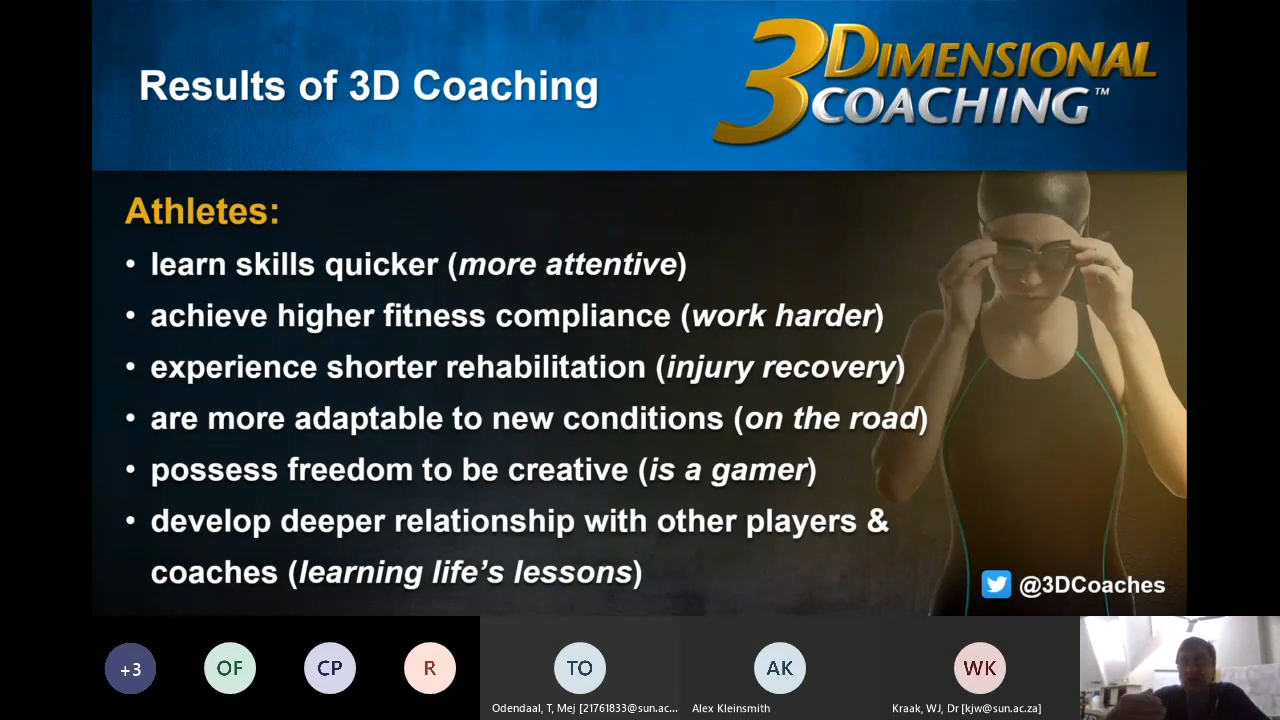 Results of 3D Coaching
3DIMENSIONAL
COACHING™
Athletes:
• learn skills quicker (more attentive)
• achieve higher fitness compliance (work harder)
• experience shorter rehabilitation (injury recovery)
• are more adaptable to new conditions (on the road)
• possess freedom to be creative (is a gamer)
• develop deeper relationship with other players &
coaches (learning life's lessons)
@3DCoaches
+3
OF
CP
R
TO
AK
WK
Odendaal, T, Mej [21761833@sun.ac...
Alex Kleinsmith
Kraak, WJ, Dr [kjw@sun.ac.za]